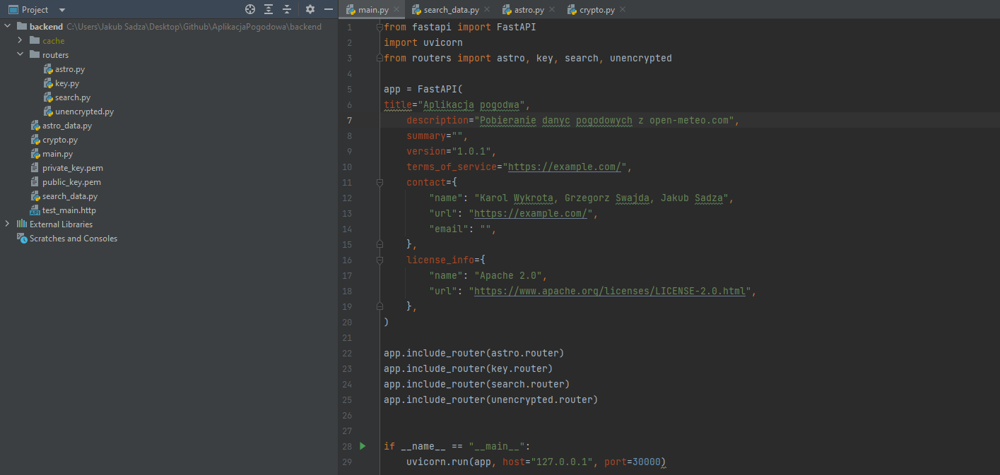 Project
backend C:\Users\Jakub Sadza\Desktop\Github\AplikacjaPogodowa\backend
cache
routers
astro.py
key.py
search.py
unencrypted.py
astro_data.py
crypto.py
main.py
private_key.pem
public_key.pem
search_data.py
test_main.http
External Libraries
Scratches and Consoles
main.py search_data.py astro.py crypto.py
1 from fastapi import FastAPI
2 import uvicorn
3 from routers import astro, key, search, unencrypted
4
5 app = FastAPI(
6 title="Aplikacja pogodwa",
7 description="Pobieranie danyc pogodowych z open-meteo.com",
8 summary="",
9 version="1.0.1",
10 terms_of_service="https://example.com/",
11 contact={
12 "name": "Karol Wykrota, Grzegorz Swajda, Jakub Sadza",
13 "url": "https://example.com/",
14 "email": "",
15 },
16 license_info={
17 "name": "Apache 2.0",
18 "url": "https://www.apache.org/licenses/LICENSE-2.0.html",
19 },
20 )
21
22 app.include_router(astro.router)
23 app.include_router(key.router)
24 app.include_router(search.router)
25 app.include_router(unencrypted.router)
26
27
28 if __name__ == "__main__":
29 uvicorn.run(app, host="127.0.0.1", port=30000)